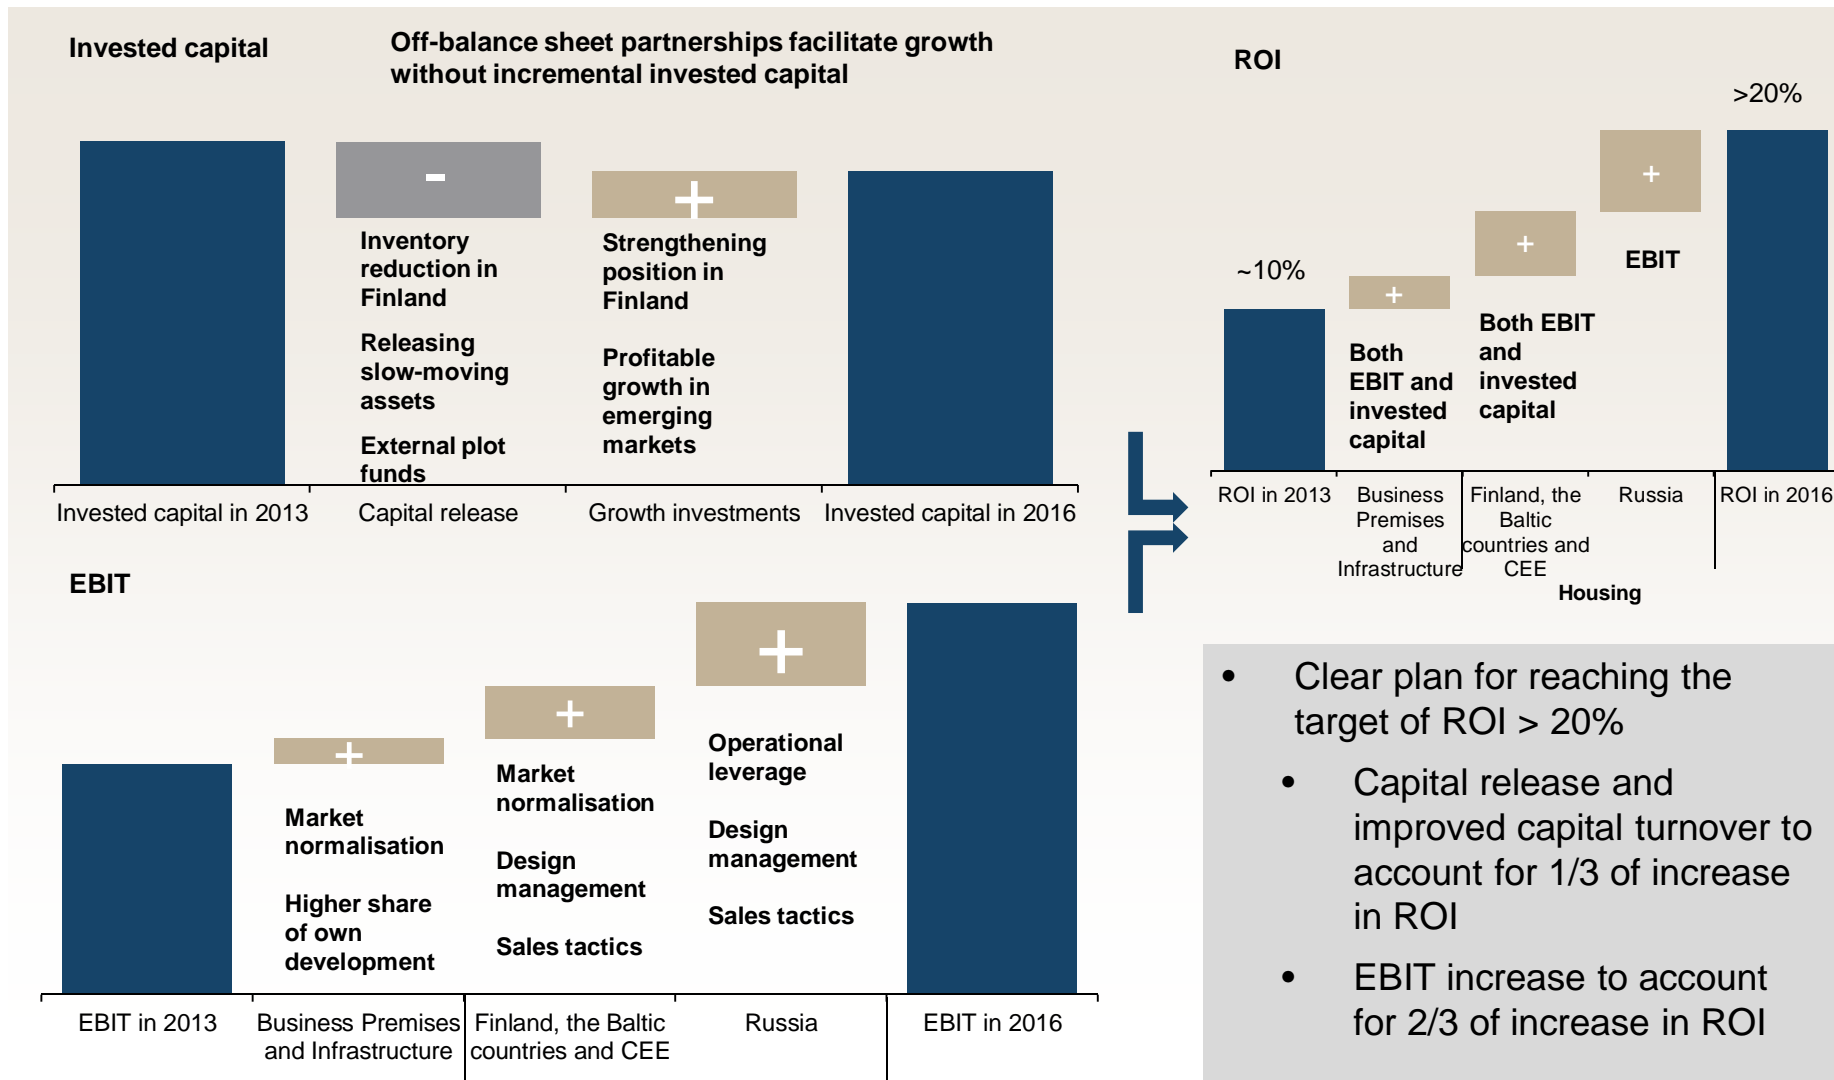 Invested capital
Off-balance sheet partnerships facilitate growth
without incremental invested capital
-
+
Inventory
reduction in
Finland
Releasing
slow-moving
assets
External plot
funds
Strengthening
position in
Finland
Profitable
growth in
emerging
markets
Invested capital in 2013
Capital release
Growth investments
Invested capital in 2016
ROI
~10%
>20%
+
+
+
Both
EBIT and
invested
capital
Both EBIT
and
invested
capital
EBIT
ROI in 2013
Business
Premises
and
Infrastructure
Finland, the
Baltic
countries and
CEE
Russia
ROI in 2016
Housing
EBIT
+
+
+
Market
normalisation
Higher share
of own
development
Market
normalisation
Design
management
Sales tactics
Operational
leverage
Design
management
Sales tactics
EBIT in 2013
Business Premises
and Infrastructure
Finland, the Baltic
countries and CEE
Russia
EBIT in 2016
• Clear plan for reaching the
target of ROI > 20%
• Capital release and
improved capital turnover to
account for 1/3 of increase
in ROI
• EBIT increase to account
for 2/3 of increase in ROI